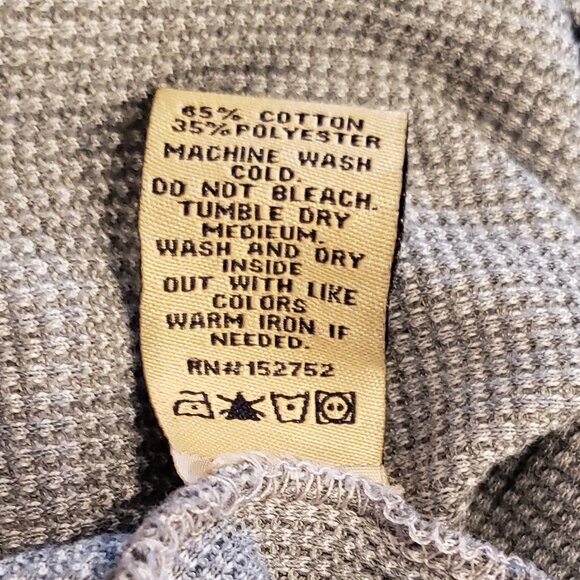 65% COTTON
35% POLYESTER
MACHINE WASH
COLD.
DO NOT BLEACH.
TUMBLE DRY
MEDIEUM.
WASH AND DRY
INSIDE
OUT WITH LIKE
COLORS
WARM IRON IF
NEEDED.
RN#152752